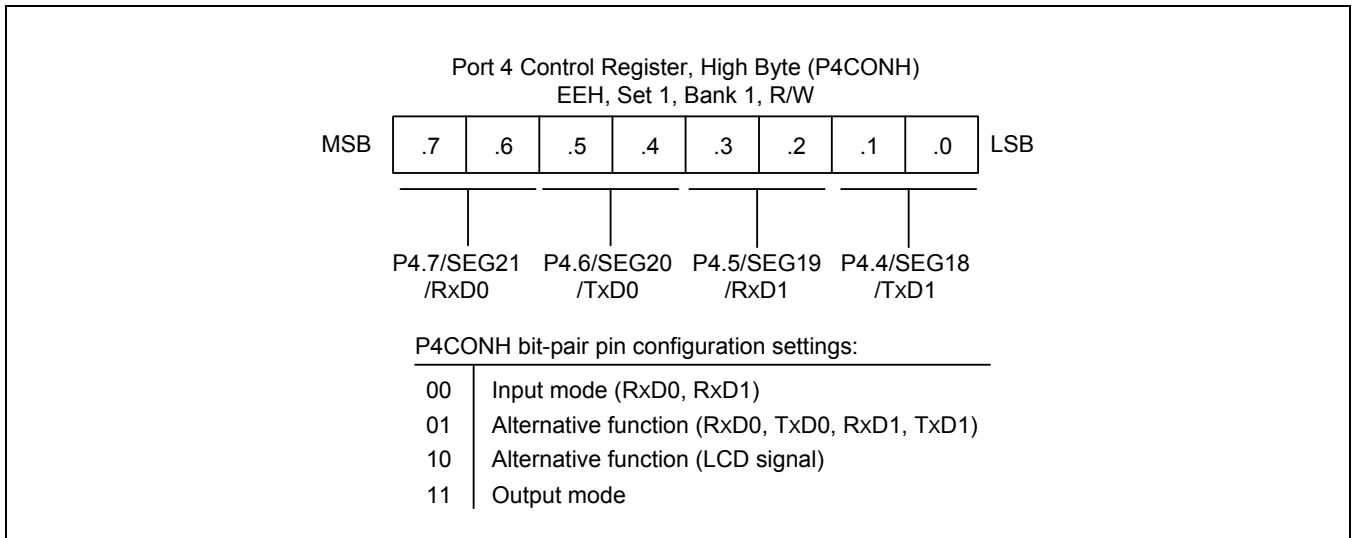 Port 4 Control Register, High Byte (P4CONH)
EEH, Set 1, Bank 1, R/W
MSB .7 .6 .5 .4 .3 .2 .1 .0 LSB
P4.7/SEG21 P4.6/SEG20 P4.5/SEG19 P4.4/SEG18
/RxD0 /TxD0 /RxD1 /TxD1
P4CONH bit-pair pin configuration settings:
00 Input mode (RxD0, RxD1)
01 Alternative function (RxD0, TxD0, RxD1, TxD1)
10 Alternative function (LCD signal)
11 Output mode